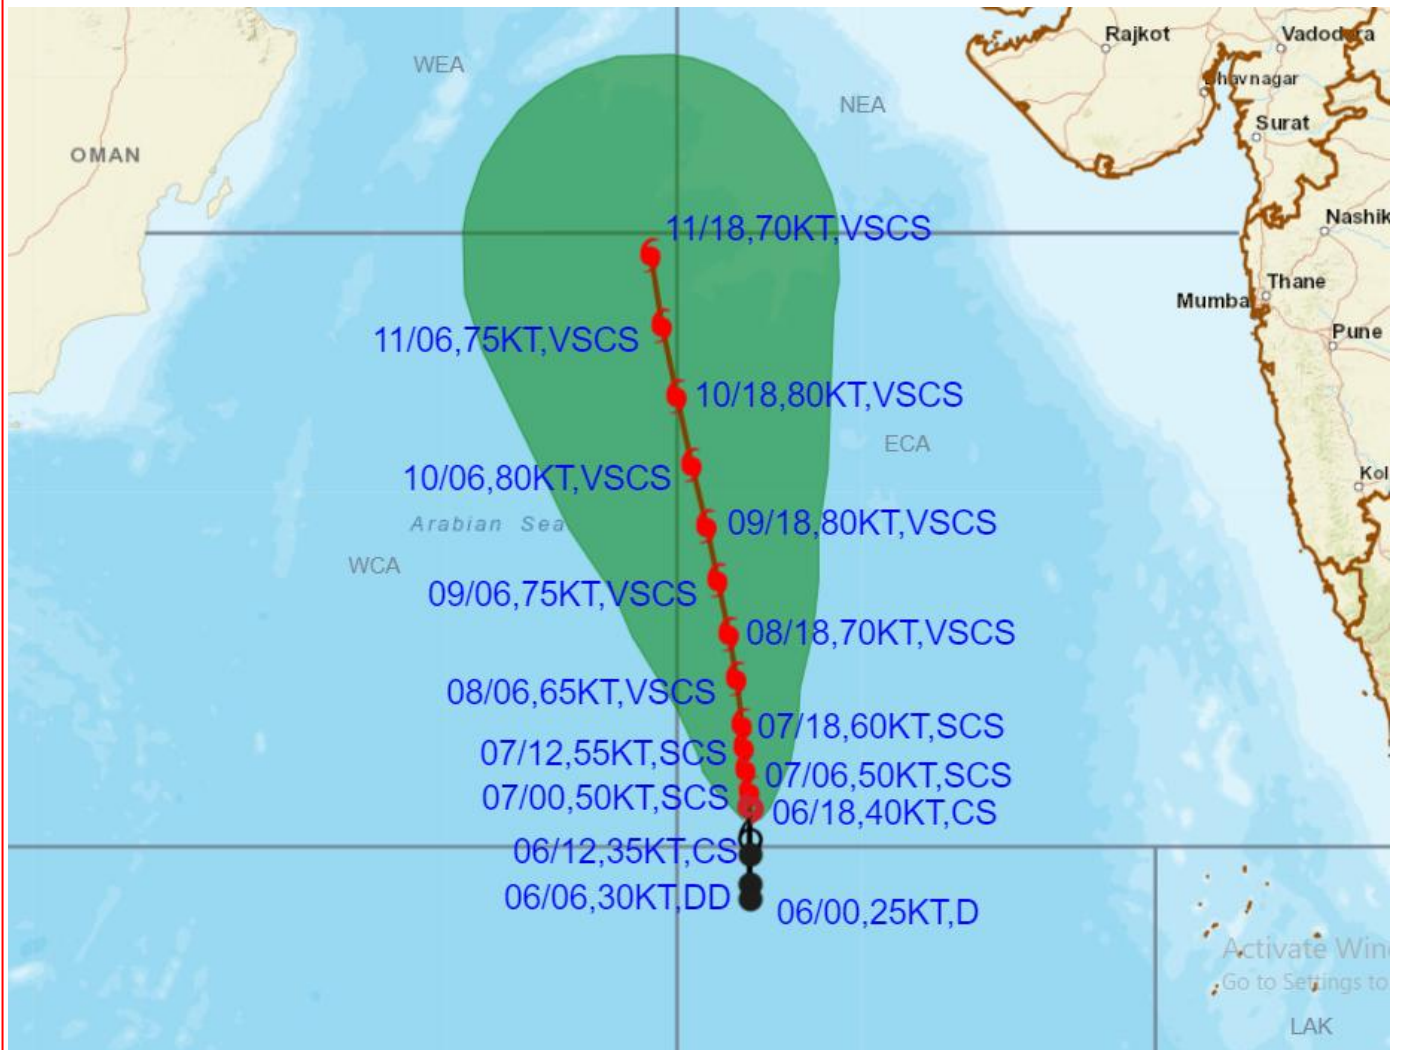 Rajkot
Vadodara
WEA
Bhavnagar
NEA
Surat
OMAN
Nashik
11/18,70KT,VSCS
Thane
Mumba
Pune
11/06,75KT,VSCS
10/18,80KT,VSCS
ECA
Kol
10/06,80KT,VSCS
Arabian Sea
09/18,80KT,VSCS
WCA
09/06,75KT,VSCS
08/18,70KT,VSCS
08/06,65KT,VSCS
07/18,60KT,SCS
07/12,55KT,SCS
07/06,50KT,SCS
07/00,50KT,SCS
06/18,40KT,CS
06/12,35KT,CS
06/06,30KT,DD
06/00,25KT,D
Activate Win
Go to Settings to
LAK